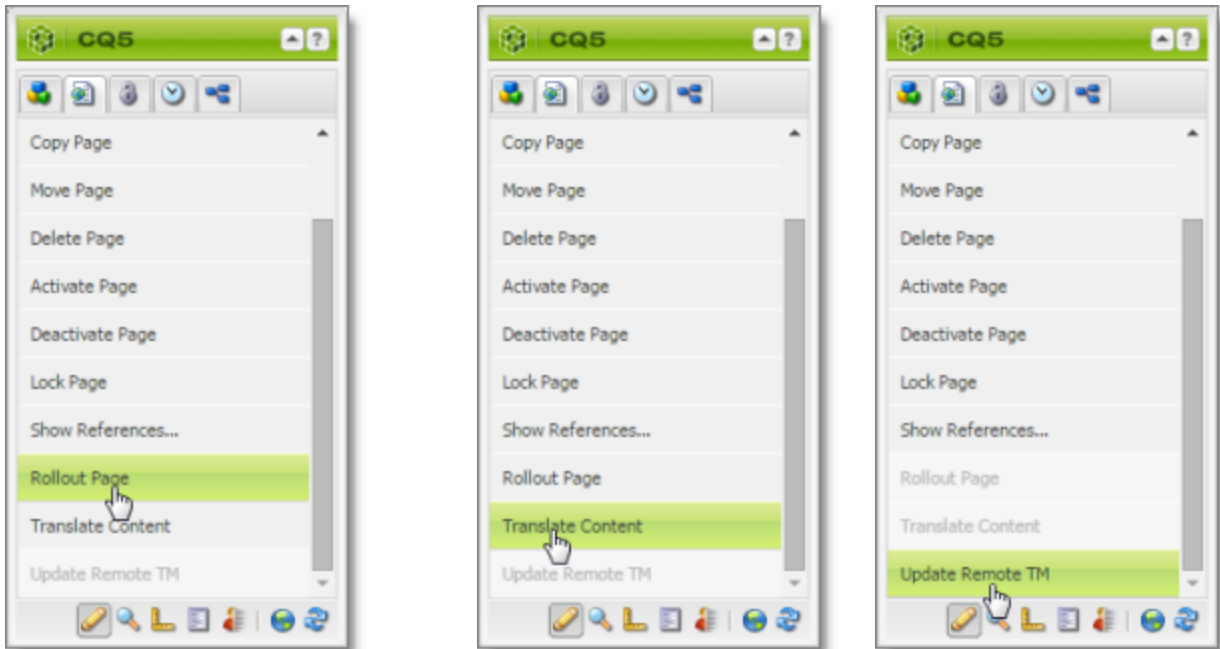 CQ5
?
Copy Page
Move Page
Delete Page
Activate Page
Deactivate Page
Lock Page
Show References...
Rollout Page
Translate Content
Update Remote TM
CQ5
?
Copy Page
Move Page
Delete Page
Activate Page
Deactivate Page
Lock Page
Show References...
Rollout Page
Translate Content
Update Remote TM
CQ5
?
Copy Page
Move Page
Delete Page
Activate Page
Deactivate Page
Lock Page
Show References...
Rollout Page
Translate Content
Update Remote TM